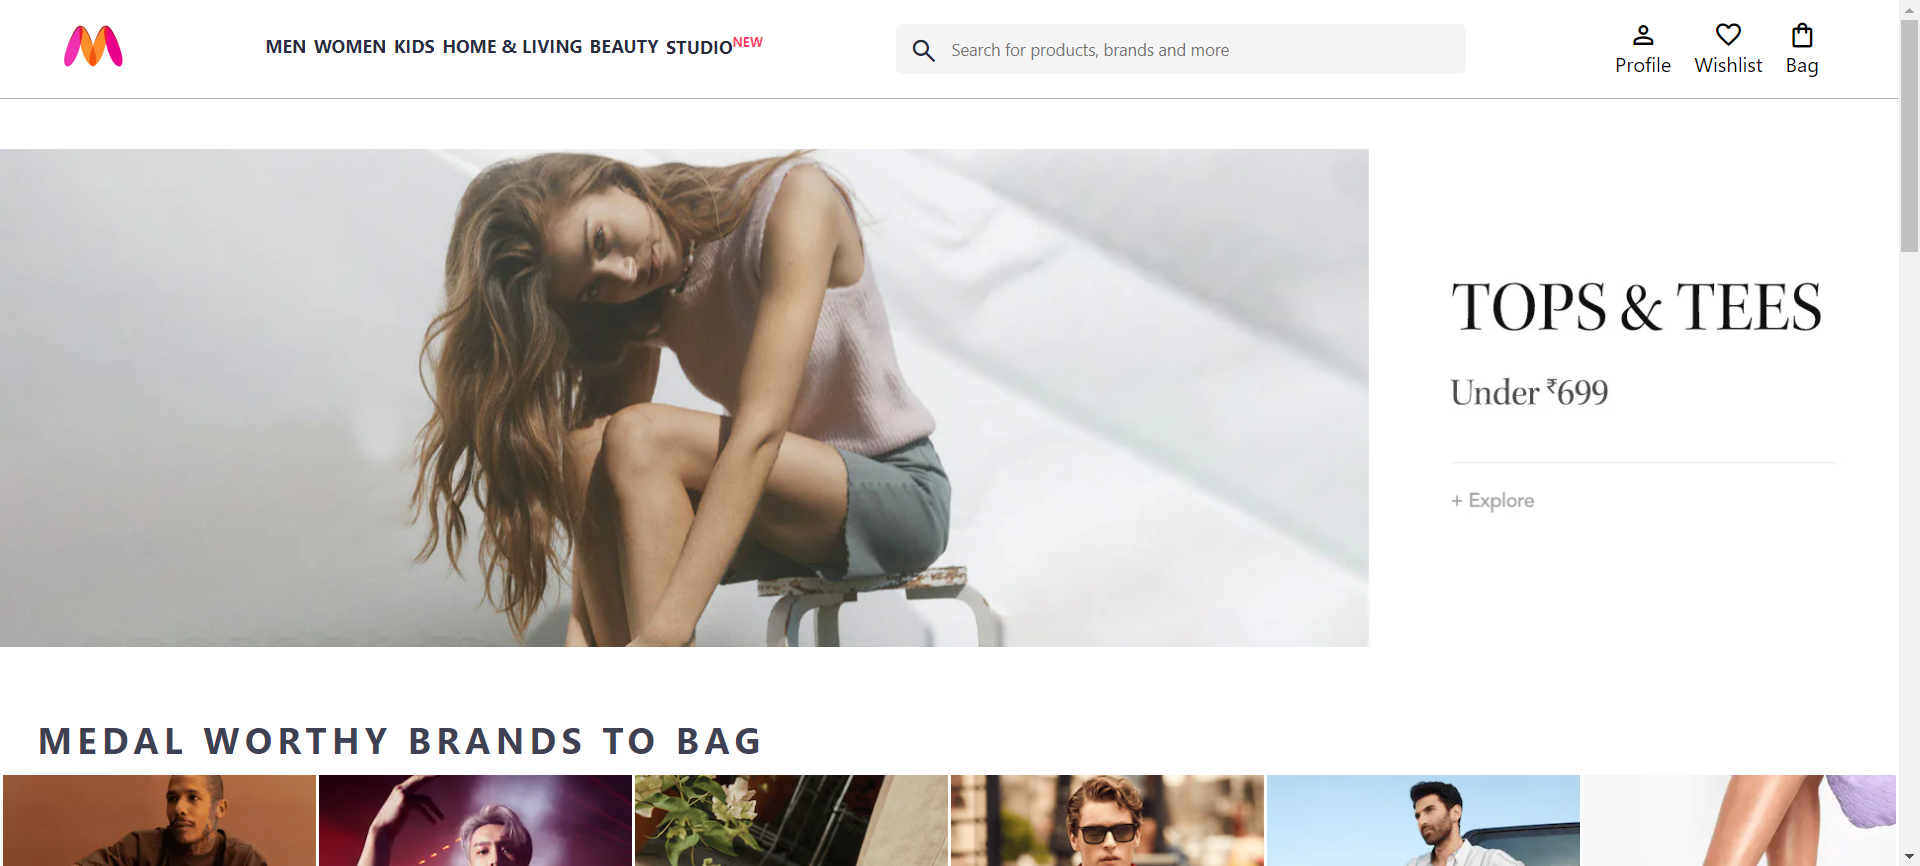 MEN WOMEN KIDS HOME & LIVING BEAUTY STUDIO NEW
Search for products, brands and more
Profile Wishlist Bag
TOPS & TEES
Under ₹699
+ Explore
MEDAL WORTHY BRANDS TO BAG